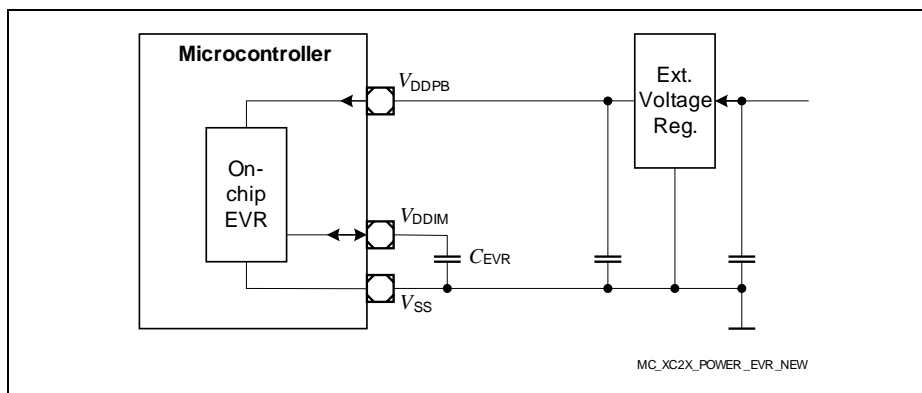 Microcontroller
VDDPB
Ext.
Voltage
Reg.
On-
chip
EVR
VDDIM
CEVR
VSS
MC_XC2X_POWER_EVR_NEW